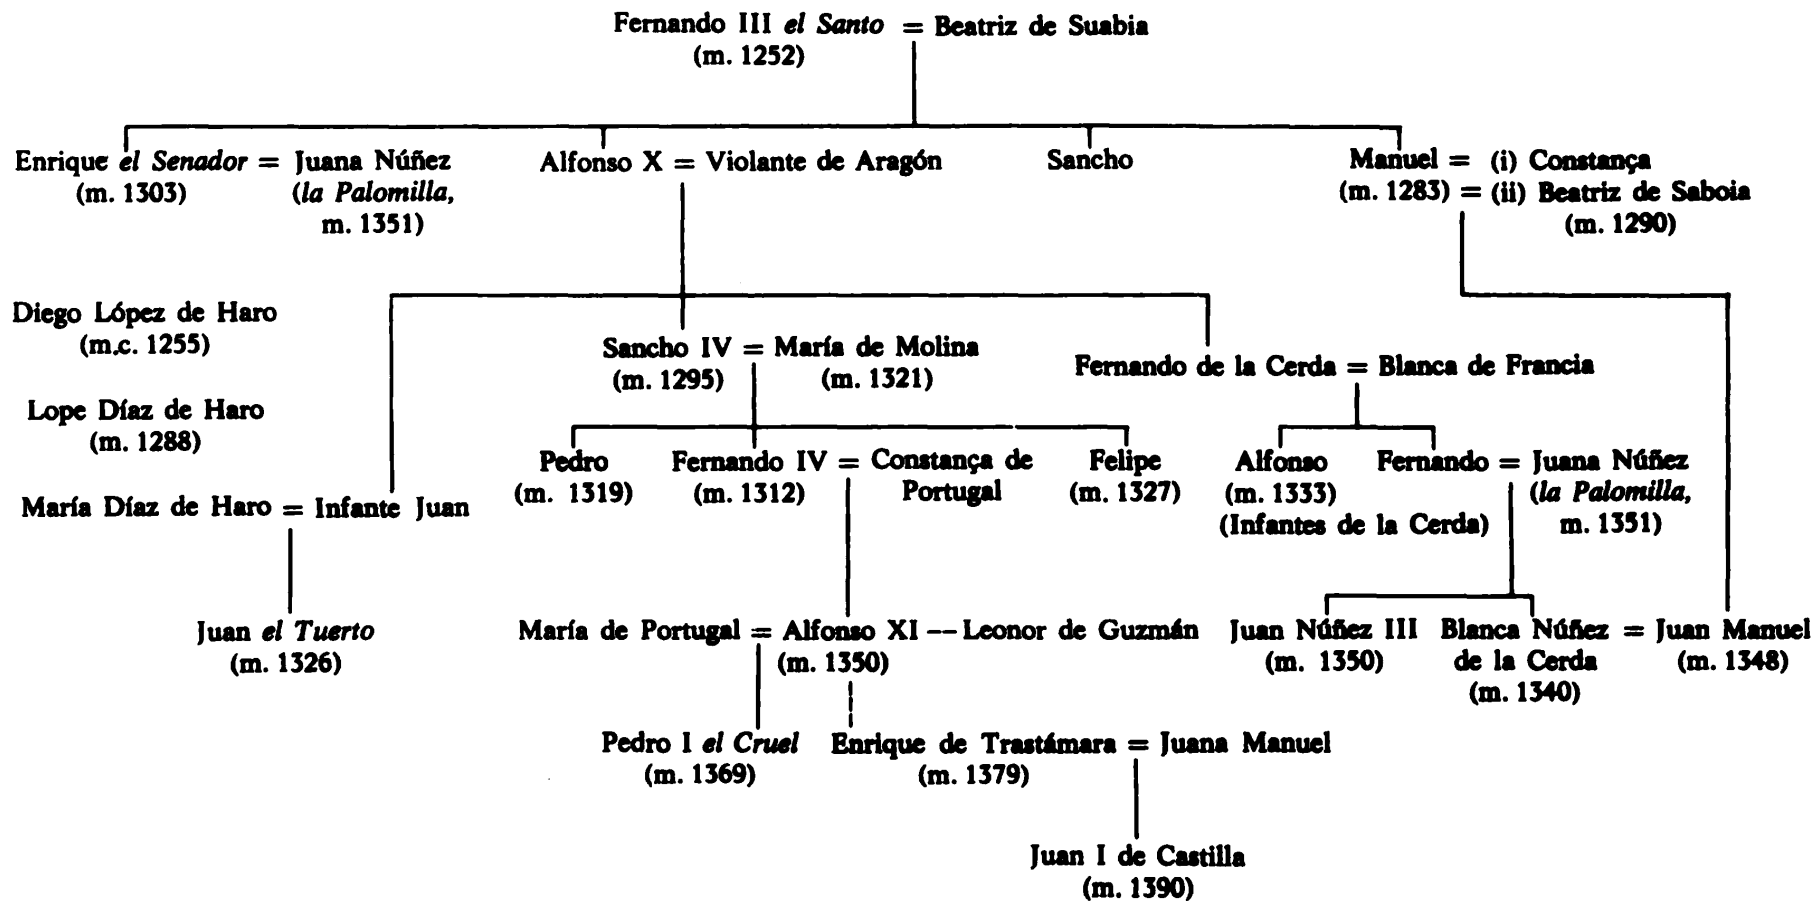 Fernando III el Santo = Beatriz de Suabia
(m. 1252)
Enrique el Senador = Juana Núñez
(m. 1303)
(la Palomilla,
m. 1351)
Alfonso X = Violante de Aragón
Sancho
Manuel = (i) Constança
(m. 1283) = (ii) Beatriz de Saboia
(m. 1290)
Diego López de Haro
(m.c. 1255)
Lope Díaz de Haro
(m. 1288)
María Díaz de Haro = Infante Juan
Sancho IV = María de Molina
(m. 1295) (m. 1321)
Fernando de la Cerda = Blanca de Francia
Pedro
(m. 1319)
Fernando IV = Constança de
(m. 1312) Portugal
Felipe
(m. 1327)
Alfonso
(m. 1333)
(Infantes de la Cerda)
Fernando = Juana Núñez
(la Palomilla,
m. 1351)
Juan el Tuerto
(m. 1326)
María de Portugal = Alfonso XI -- Leonor de Guzmán
(m. 1350)
Juan Núñez III
(m. 1350)
Blanca Núñez = Juan Manuel
de la Cerda (m. 1348)
(m. 1340)
Pedro I el Cruel
(m. 1369)
Enrique de Trastámara = Juana Manuel
(m. 1379)
Juan I de Castilla
(m. 1390)